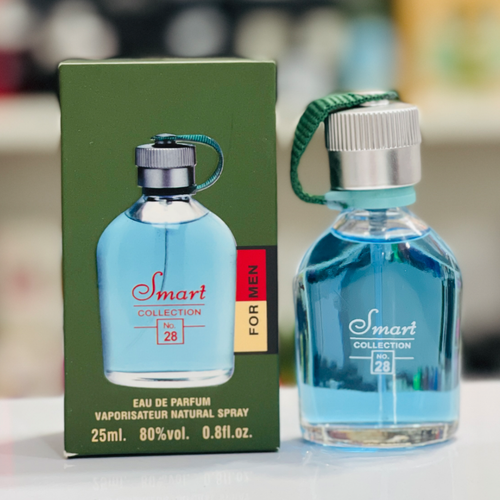 Smart
COLLECTION
No.
28
FOR MEN
EAU DE PARFUM
VAPORISATEUR NATURAL SPRAY
25ml. 80%vol. 0.8fl.oz.
Smart
COLLECTION
NO.
28